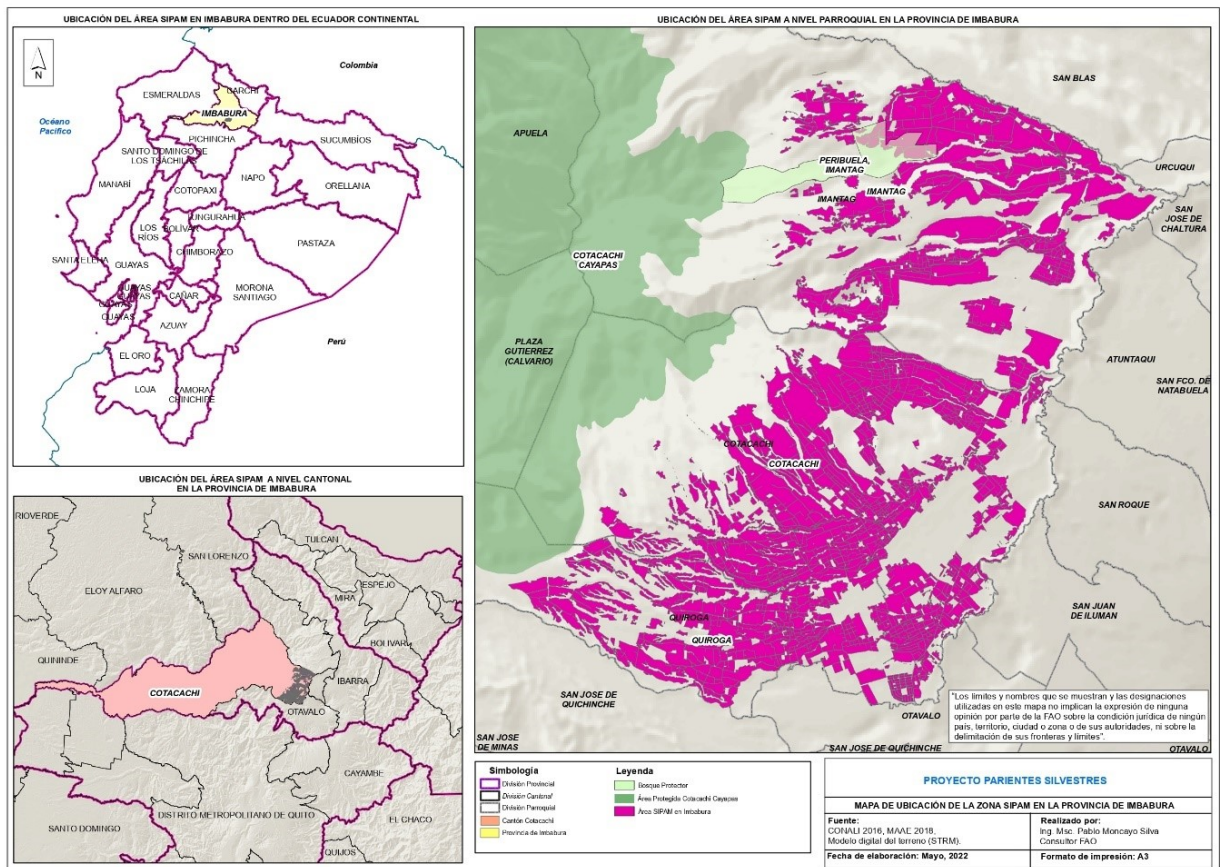 UBICACIÓN DEL ÁREA SIPAM EN IMBABURA DENTRO DEL ECUADOR CONTINENTAL
N
Colombia
Océano
Pacífico
ESMERALDAS
CARCHI
IMBABURA
PICHINCHA
SUCUMBÍOS
SANTO DOMINGO DE
LOS TSÁCHILAS
MANABÍ
NAPO
ORELLANA
COTOPAXI
TUNGURAHUA
LOS
RÍOS
BOLÍVAR
PASTAZA
CHIMBORAZO
SANTA ELENA
GUAYAS
MORONA
SANTIAGO
GUAYAS
GUAYAS
GUAYAS
GUAYAS
CAÑAR
AZUAY
Perú
EL ORO
LOJA
ZAMORA
CHINCHIPE
UBICACIÓN DEL ÁREA SIPAM A NIVEL CANTONAL
EN LA PROVINCIA DE IMBABURA
RIOVERDE
TULCAN
SAN LORENZO
ESPEJO
ELOY ALFARO
MIRA
BOLIVAR
QUININDE
IBARRA
COTACACHI
OTAVALO
CAYAMBE
DISTRITO METROPOLITANO DE QUITO
EL CHACO
SANTO DOMINGO
QUIJOS
UBICACIÓN DEL ÁREA SIPAM A NIVEL PARROQUIAL EN LA PROVINCIA DE IMBABURA
SAN BLAS
APUELA
PERIBUELA,
IMANTAG
URCUQUI
IMANTAG
IMANTAG
SAN
JOSE DE
CHALTURA
COTACACHI
CAYAPAS
PLAZA
GUTIERREZ
(CALVARIO)
ATUNTAQUI
SAN FCO. DE
NATABUELA
COTACACHI
COTACACHI
SAN ROQUE
SAN JUAN
DE ILUMAN
QUIROGA
QUIROGA
SAN JOSE DE
QUICHINCHE
OTAVALO
SAN JOSE
DE MINAS
SAN JOSE DE QUICHINCHE
OTAVALO
"Los límites y nombres que se muestran y las designaciones
utilizadas en este mapa no implican la expresión de ninguna
opinión por parte de la FAO sobre la condición jurídica de ningún
país, territorio, ciudad o zona o de sus autoridades, ni sobre la
delimitación de sus fronteras y límites".
Simbología
División Provincial
División Cantonal
División Parroquial
Cantón Cotacachi
Provincia de Imbabura
Leyenda
Bosque Protector
Área Protegida Cotacachi Cayapas
Área SIPAM en Imbabura
PROYECTO PARIENTES SILVESTRES
MAPA DE UBICACIÓN DE LA ZONA SIPAM EN LA PROVINCIA DE IMBABURA
Fuente:
CONALI 2016, MAAE 2018,
Modelo digital del terreno (STRM).
Realizado por:
Ing. Msc. Pablo Moncayo Silva
Consultor FAO
Fecha de elaboración: Mayo, 2022
Formato de impresión: A3